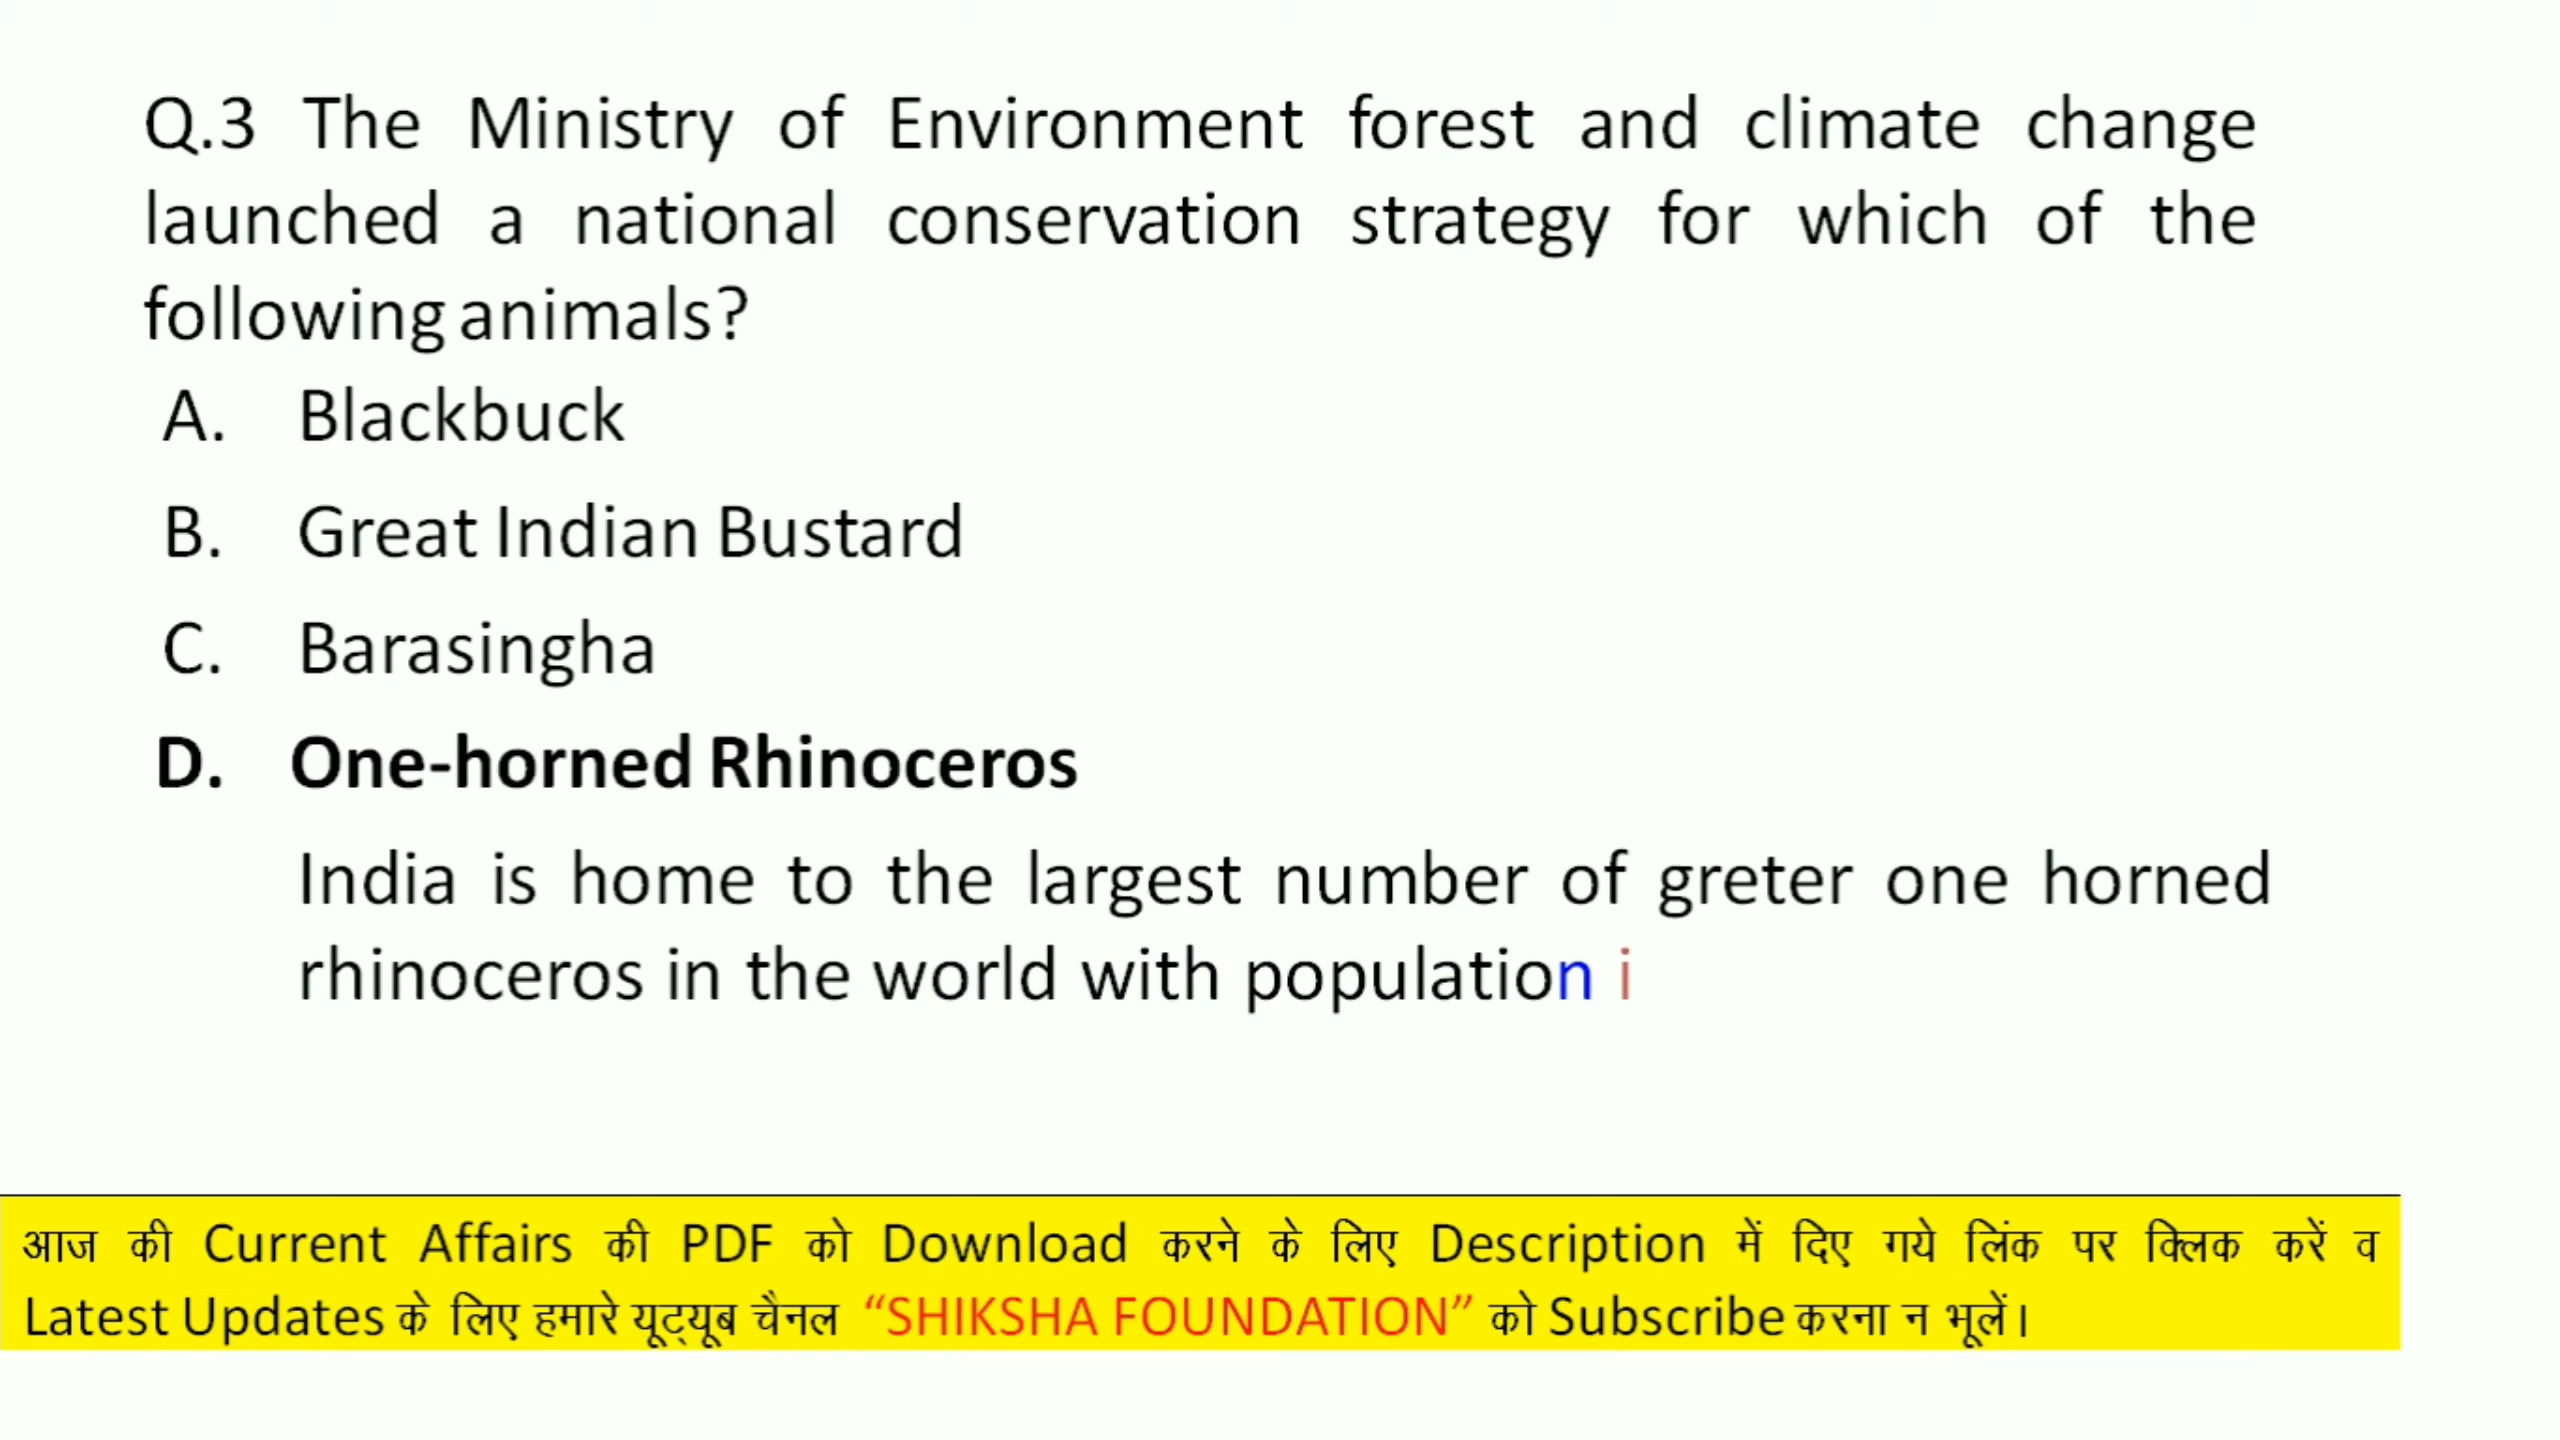 Q.3 The Ministry of Environment forest and climate change
launched a national conservation strategy for which of the
following animals?
A. Blackbuck
B. Great Indian Bustard
C. Barasingha
D. One-horned Rhinoceros
India is home to the largest number of greter one horned
rhinoceros in the world with population i
आज की Current Affairs की PDF को Download करने के लिए Description में दिए गये लिंक पर क्लिक करें व
Latest Updates के लिए हमारे यूट्यूब चैनल “SHIKSHA FOUNDATION” को Subscribe करना न भूलें।